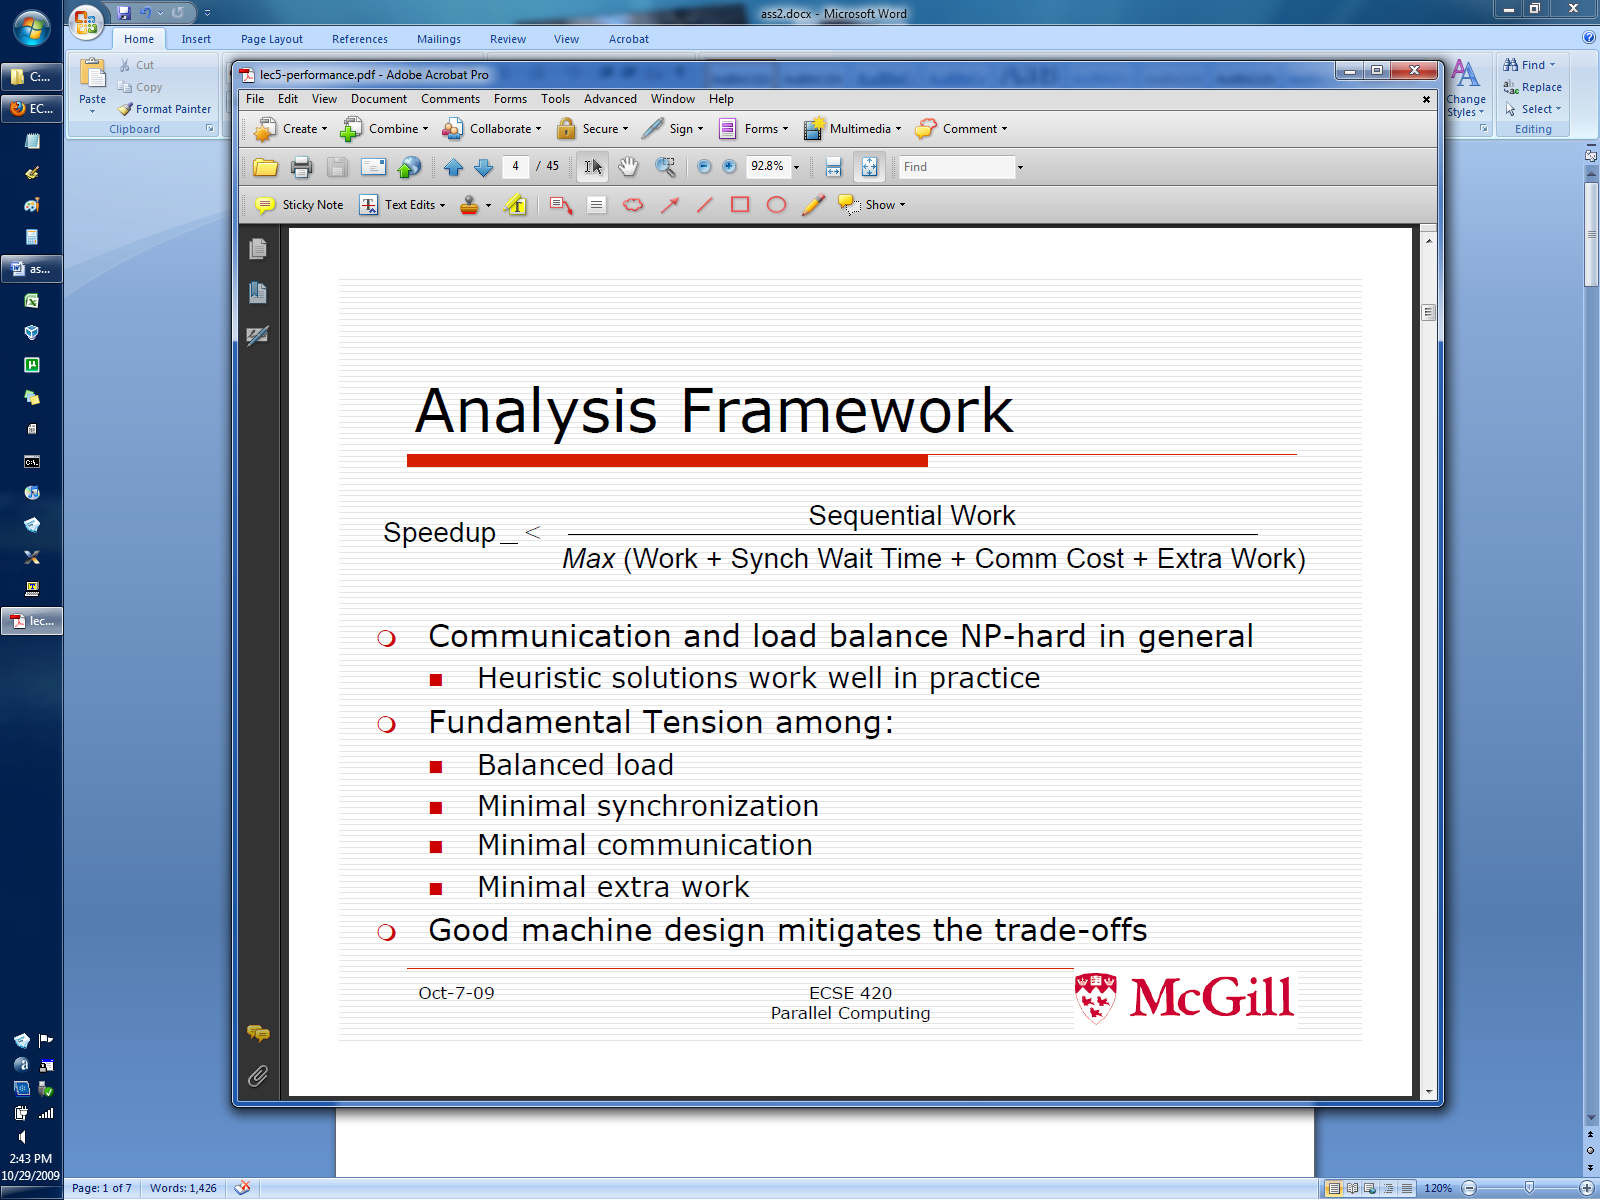 ass2.docx - Microsoft Word
Home Insert Page Layout References Mailings Review View Acrobat
Paste
Cut
Copy
Format Painter
Clipboard
Change Styles
Find
Replace
Select
Editing
C:...
EC...
as...
lec...
2:43 PM
10/29/2009
lec5-performance.pdf - Adobe Acrobat Pro
File Edit View Document Comments Forms Tools Advanced Window Help
Create Combine Collaborate Secure Sign Forms Multimedia Comment
4 / 45 92.8% Find
Sticky Note Text Edits Show
Analysis Framework
Sequential Work
Speedup _ <
Max (Work + Synch Wait Time + Comm Cost + Extra Work)
Communication and load balance NP-hard in general
Heuristic solutions work well in practice
Fundamental Tension among:
Balanced load
Minimal synchronization
Minimal communication
Minimal extra work
Good machine design mitigates the trade-offs
Oct-7-09
ECSE 420
Parallel Computing
McGill
Page: 1 of 7 Words: 1,426 120%